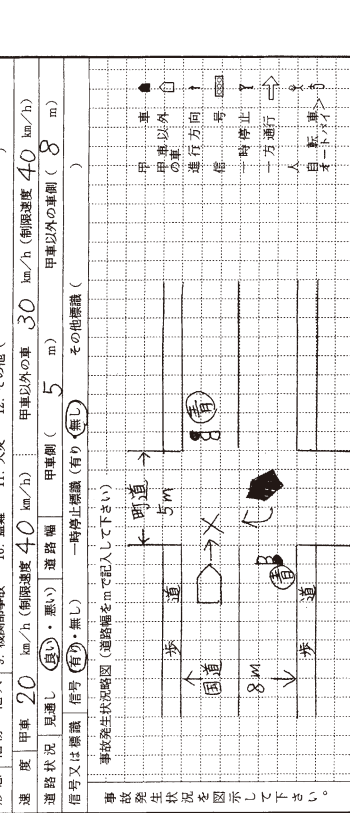 速 度 甲車 20 km/h (制限速度 40 km/h) 甲車以外の車 30 km/h (制限速度 40 km/h)
道路状況 見通し 良い・悪い 道路幅 甲車側 ( 5 m) 甲車以外の車側 ( 8 m)
信号又は標識 信号 (有り・無し) 一時停止標識 (有り・無し) その他標識 ( )
事故発生状況を図示して下さい。
事故発生状況略図 (道路幅をmで記入して下さい)
甲 車
甲車以外の車
進行方向
信 号
一時停止
一方通行
人
自転車
オートバイ
町道
5m
歩 道
青
×
国道
8m
青
歩 道